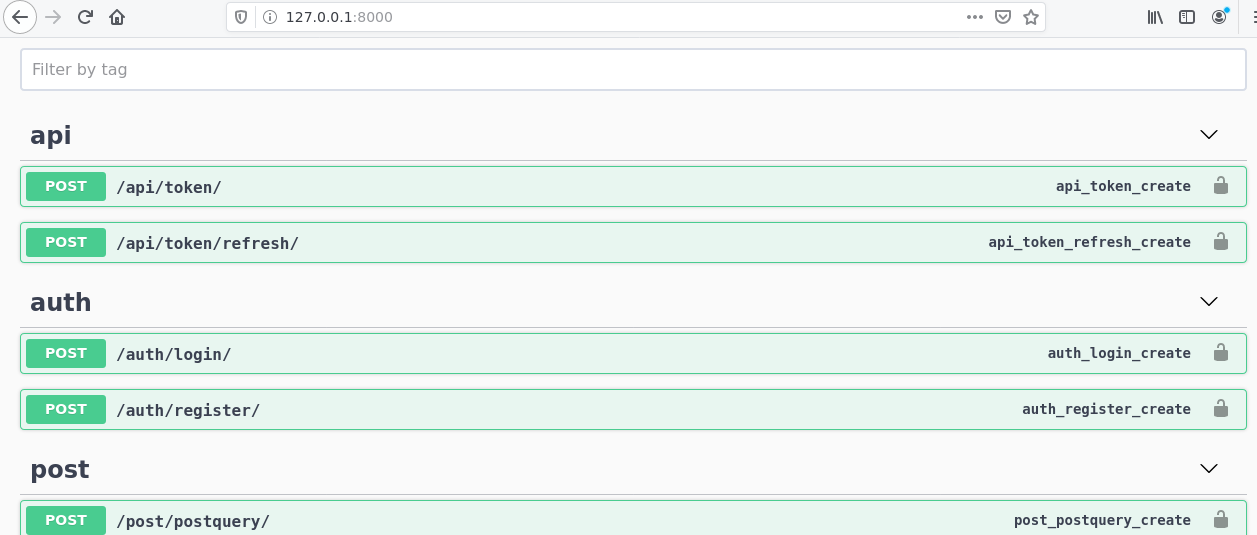 127.0.0.1:8000
Filter by tag
api
POST /api/token/ api_token_create
POST /api/token/refresh/ api_token_refresh_create
auth
POST /auth/login/ auth_login_create
POST /auth/register/ auth_register_create
post
POST /post/postquery/ post_postquery_create